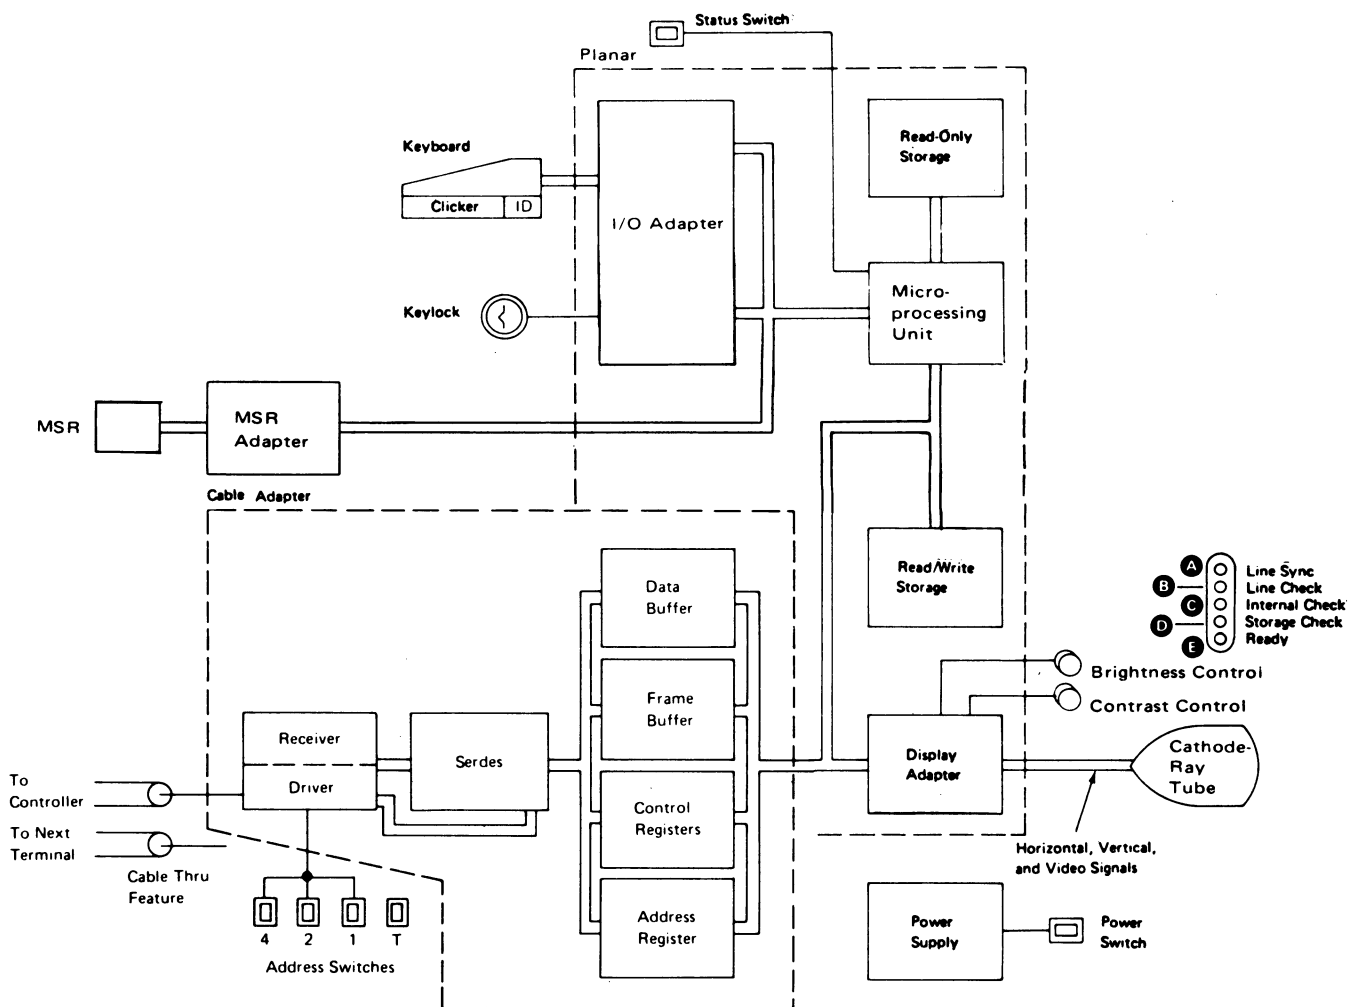 Status Switch
Planar
Read-Only
Storage
Keyboard
Clicker
ID
I/O Adapter
Micro-
processing
Unit
Keylock
MSR
MSR
Adapter
Cable Adapter
Read/Write
Storage
Data
Buffer
A
B
C
D
E
Line Sync
Line Check
Internal Check
Storage Check
Ready
Brightness Control
Contrast Control
Frame
Buffer
Receiver
Driver
Serdes
Display
Adapter
Cathode-
Ray
Tube
To
Controller
To Next
Terminal
Cable Thru
Feature
Control
Registers
Horizontal, Vertical,
and Video Signals
4
2
1
T
Address Switches
Address
Register
Power
Supply
Power
Switch